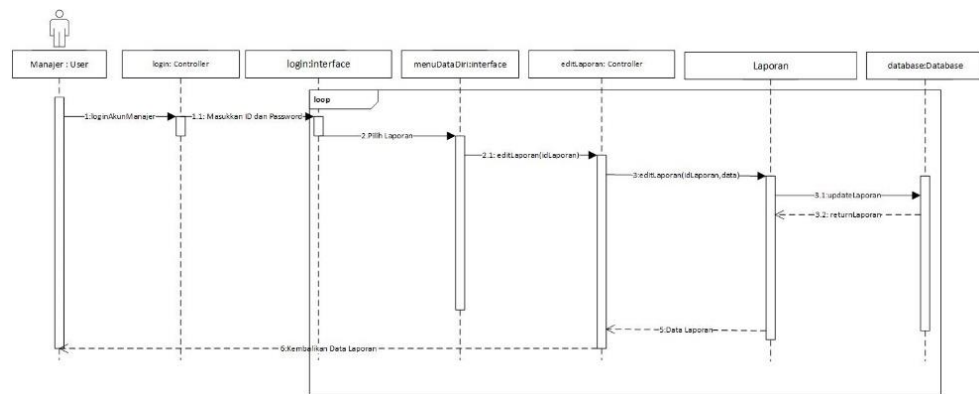 Manajer : User
login: Controller
login:Interface
menuDataDiri:interface
editLaporan: Controller
Laporan
database:Database
loop
1:loginAkunManajer
1.1: Masukkan ID dan Password
2:Pilih Laporan
2.1: editLaporan(idLaporan)
3:editLaporan(idLaporan,data)
3.1:updateLaporan
3.2: returnLaporan
5:Data Laporan
6:Kembalikan Data Laporan